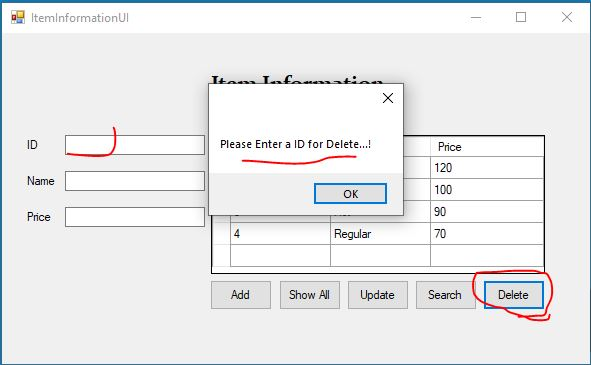 ItemInformationUI
Item Information
Please Enter a ID for Delete...!
OK
ID
Name
Price
Price
120
100
90
4 Regular 70
Add Show All Update Search Delete